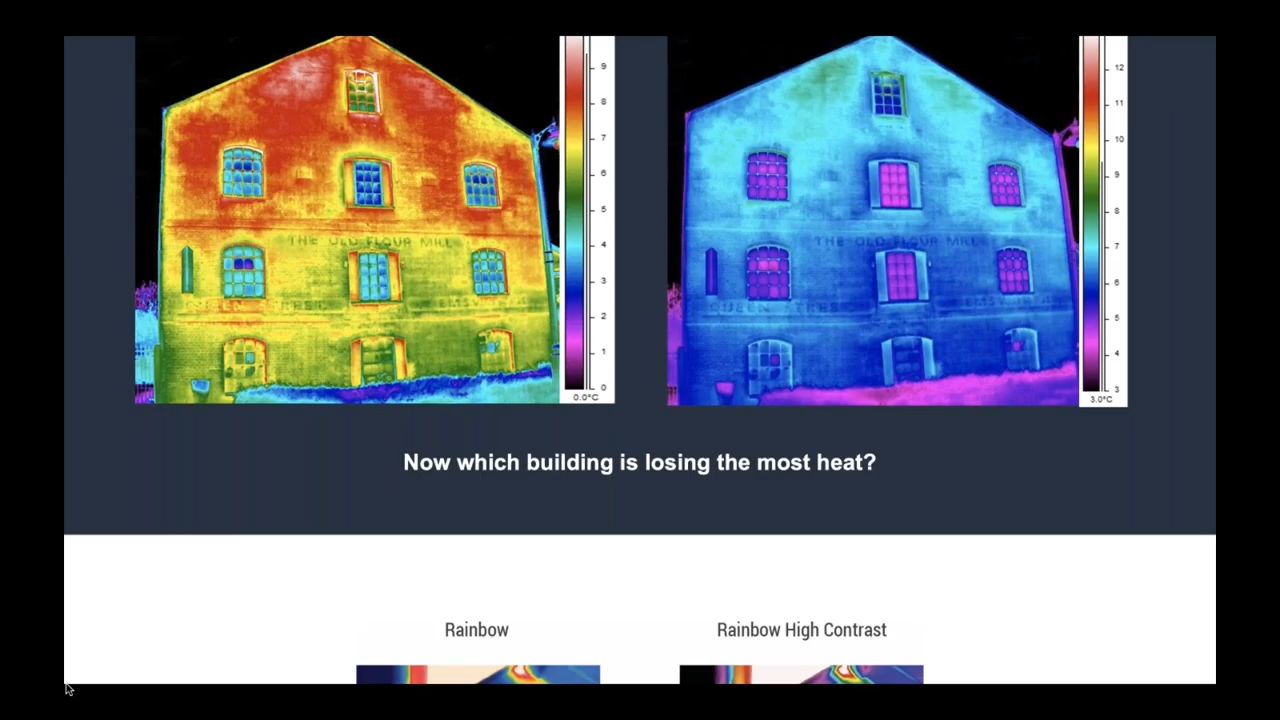 9
8
7
6
5
4
3
2
1
0
0.0°C
12
11
10
9
8
7
6
5
4
3
3.0°C
THE OLD FLOUR MILL
THE OLD FLOUR MILL
QUEEN
EMSWORTH
Now which building is losing the most heat?
Rainbow
Rainbow High Contrast